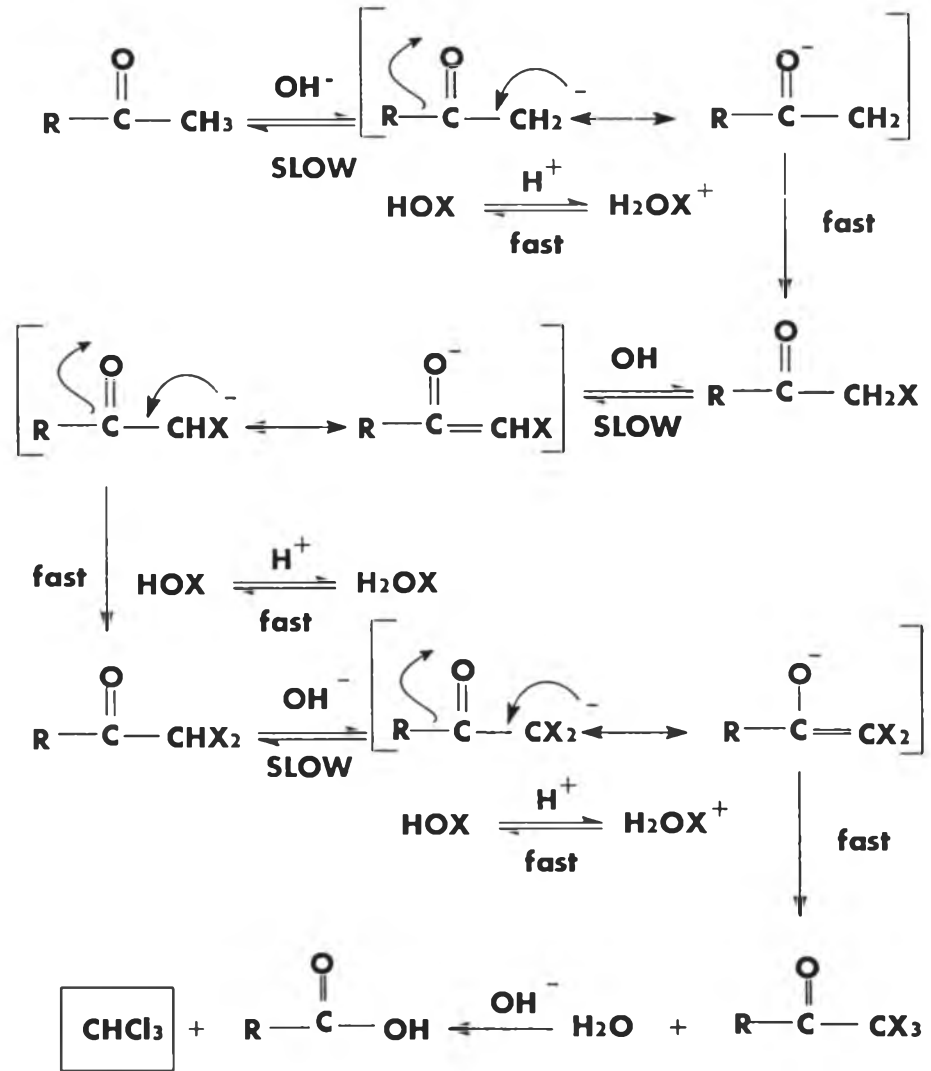 O O O⁻
R — C — CH3 OH - SLOW R — C — CH2 - R — C — CH2
HOX H+ fast H2OX+ fast
O O⁻ O
R — C — CHX - R — C = CHX OH SLOW R — C — CH2X
fast HOX H+ fast H2OX
O O O⁻
R — C — CHX2 OH - SLOW R — C — CX2 - R — C = CX2
HOX H+ fast H2OX+ fast
O O
CHCl3 + R — C — OH OH - H2O + R — C — CX3